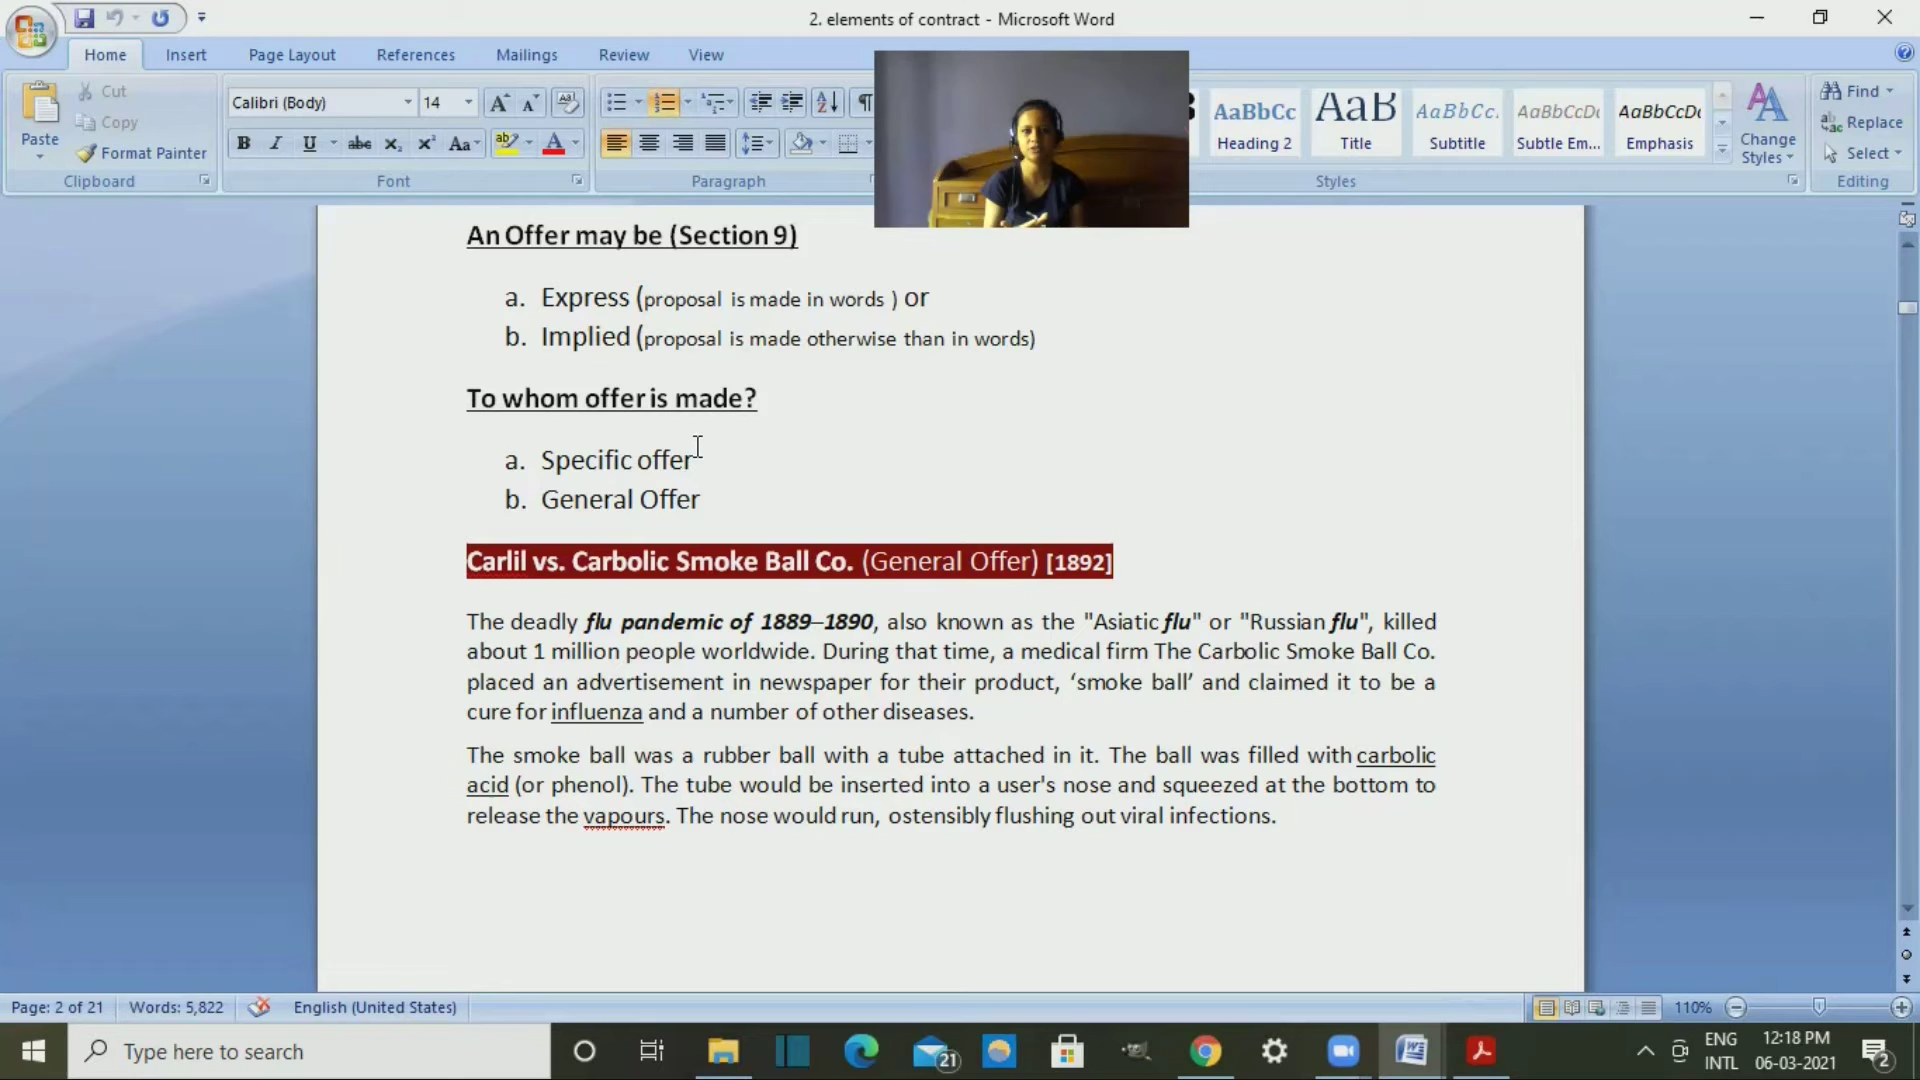 2. elements of contract - Microsoft Word
Home Insert Page Layout References Mailings Review View
Cut
Calibri (Body) 14
AaBbCc AaB AaBbCc. AaBbCcDc AaBbCcDc
Find
Copy
Replace
Paste
Format Painter
Heading 2 Title Subtitle Subtle Em... Emphasis
Change Styles
Select
Clipboard Font Paragraph Styles Editing
An Offer may be (Section 9)
a. Express (proposal is made in words ) or
b. Implied (proposal is made otherwise than in words)
To whom offer is made?
a. Specific offer
b. General Offer
Carlil vs. Carbolic Smoke Ball Co. (General Offer) [1892]
The deadly flu pandemic of 1889–1890, also known as the "Asiatic flu" or "Russian flu", killed
about 1 million people worldwide. During that time, a medical firm The Carbolic Smoke Ball Co.
placed an advertisement in newspaper for their product, ‘smoke ball’ and claimed it to be a
cure for influenza and a number of other diseases.
The smoke ball was a rubber ball with a tube attached in it. The ball was filled with carbolic
acid (or phenol). The tube would be inserted into a user's nose and squeezed at the bottom to
release the vapours. The nose would run, ostensibly flushing out viral infections.
Page: 2 of 21 Words: 5,822 English (United States) 110%
Type here to search
21
ENG
INTL
12:18 PM
06-03-2021
2